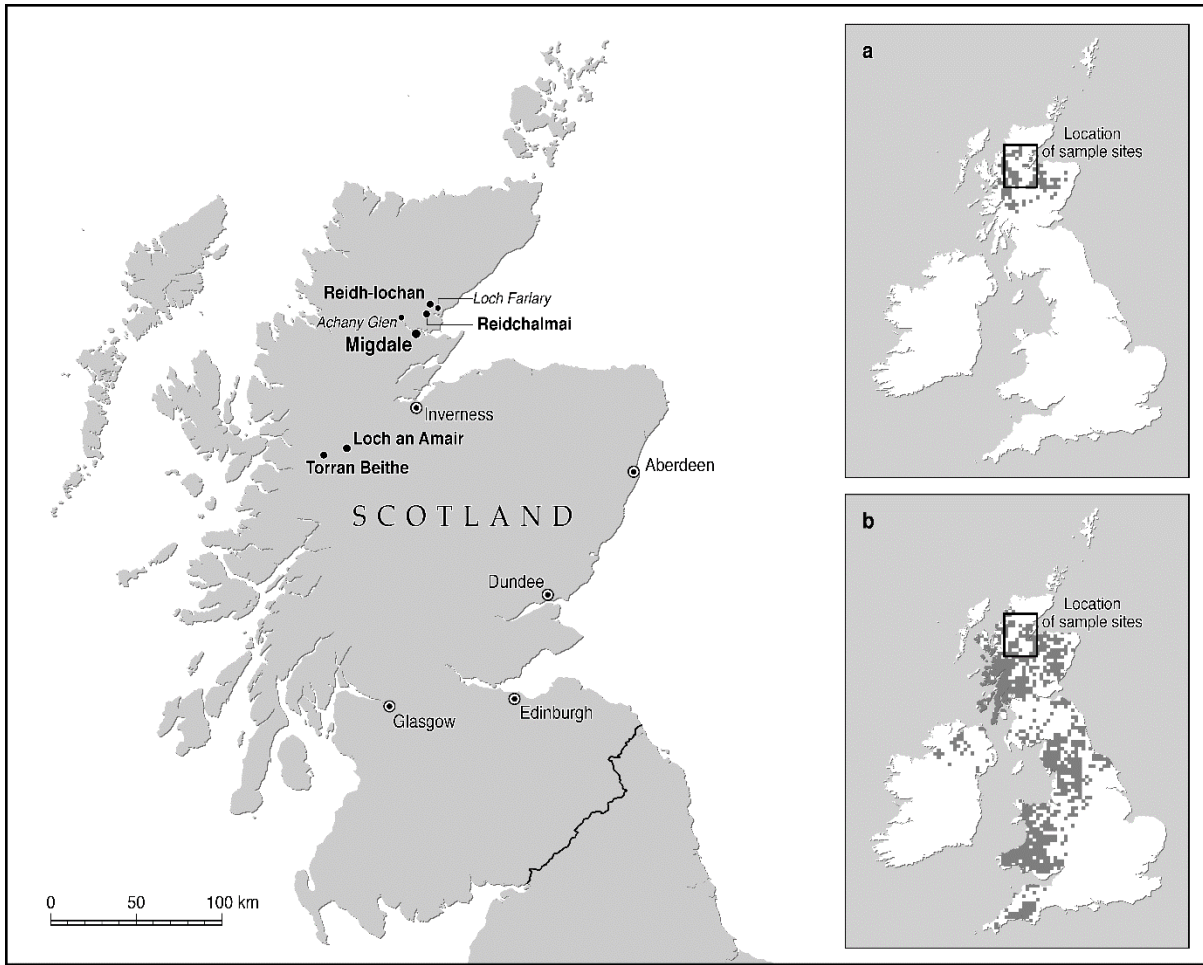 Reidh-lochan
Loch Farlary
Achany Glen
Reidchalmai
Migdale
Inverness
Loch an Amair
Torran Beithe
Aberdeen
SCOTLAND
Dundee
Glasgow
Edinburgh
0 50 100 km
a
Location
of sample sites
b
Location
of sample sites